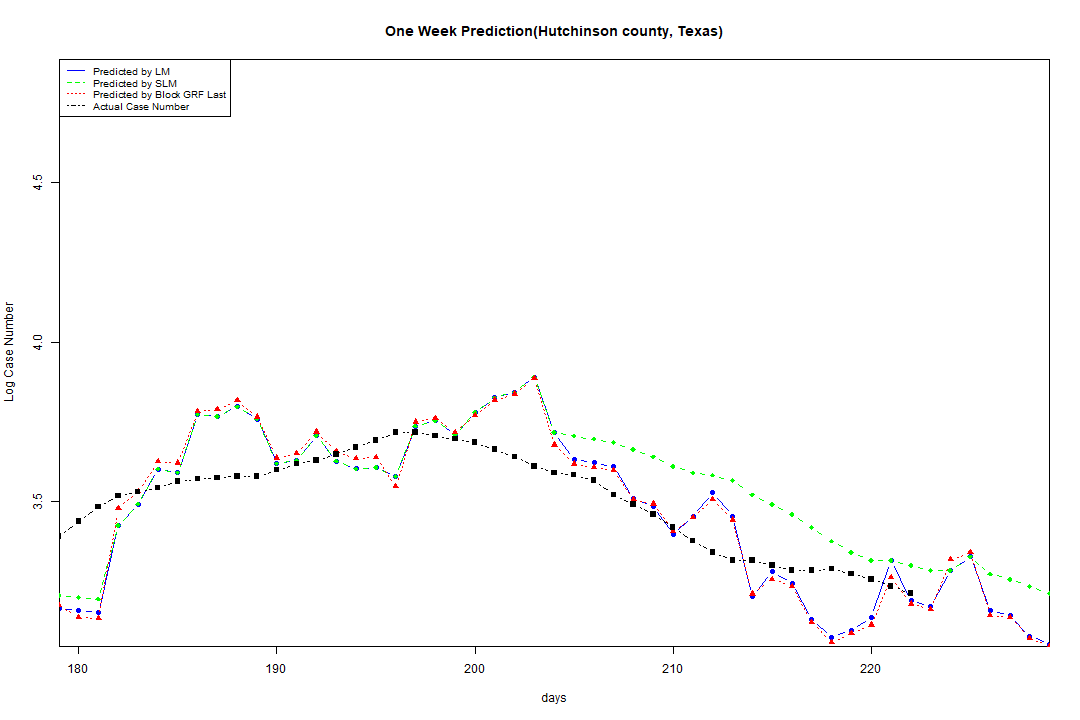 One Week Prediction(Hutchinson county, Texas)
Predicted by LM
Predicted by SLM
Predicted by Block GRF Last
Actual Case Number
4.5
4.0
3.5
Log Case Number
180 190 200 210 220
days